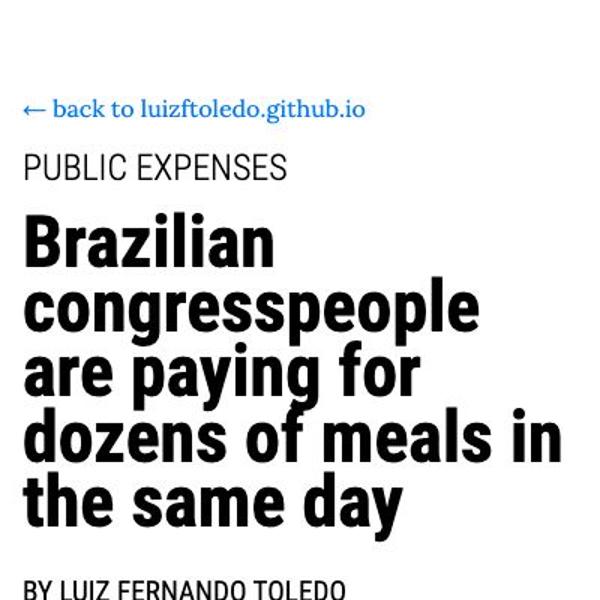 ← back to luizftoledo.github.io
PUBLIC EXPENSES
Brazilian
congresspeople
are paying for
dozens of meals in
the same day
BY LUIZ FERNANDO TOLEDO